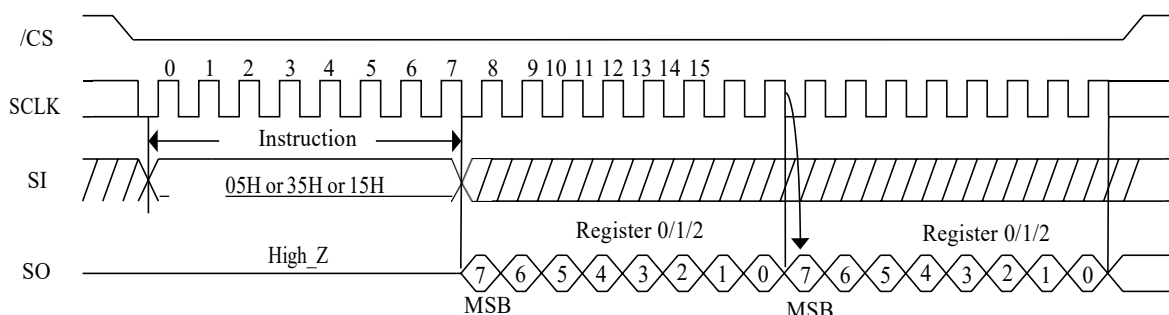 /CS
0 1 2 3 4 5 6 7 8 9 10 11 12 13 14 15
SCLK
Instruction
SI
05H or 35H or 15H
Register 0/1/2 Register 0/1/2
High_Z
SO
7 6 5 4 3 2 1 0 7 6 5 4 3 2 1 0
MSB MSB